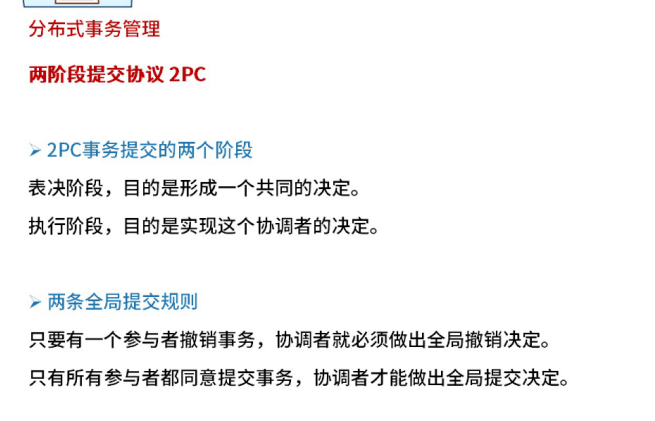 分布式事务管理
两阶段提交协议 2PC
➢ 2PC事务提交的两个阶段
表决阶段，目的是形成一个共同的决定。
执行阶段，目的是实现这个协调者的决定。
➢ 两条全局提交规则
只要有一个参与者撤销事务，协调者就必须做出全局撤销决定。
只有所有参与者都同意提交事务，协调者才能做出全局提交决定。